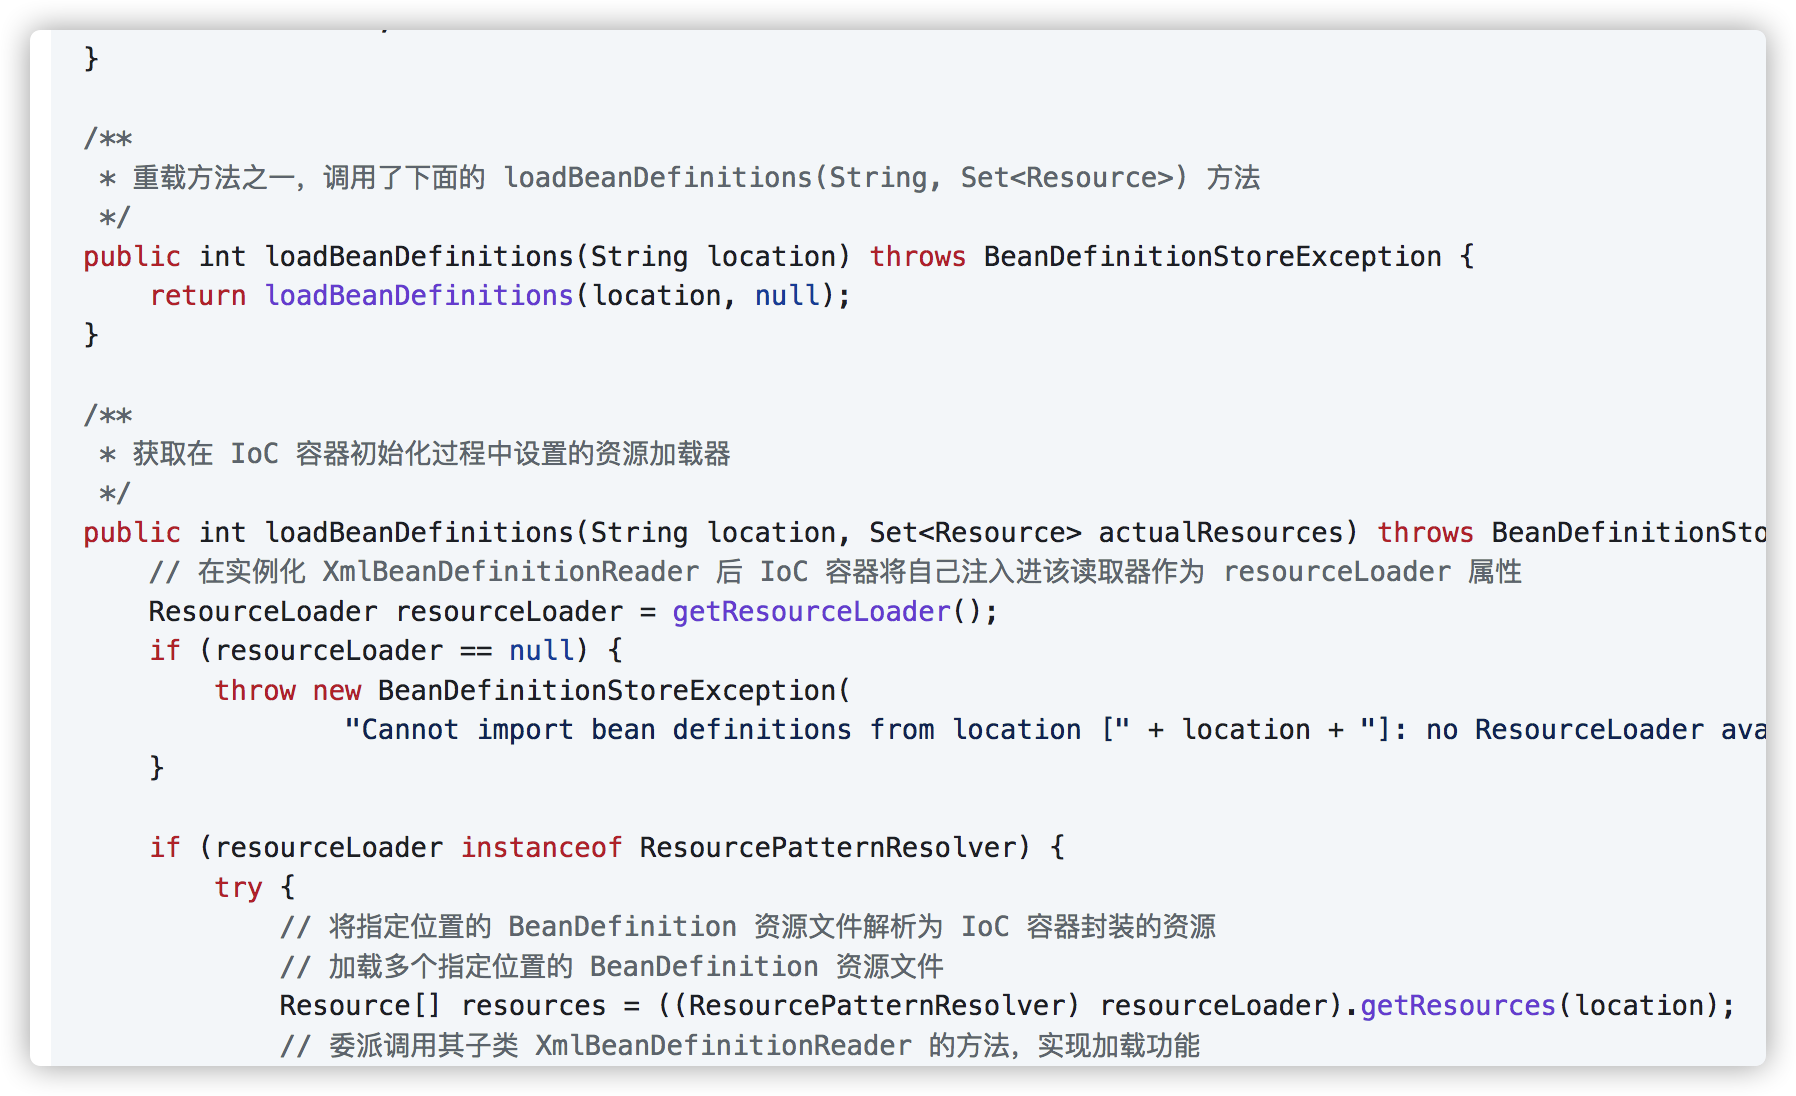 }

/**
 * 重载方法之一，调用了下面的 loadBeanDefinitions(String, Set<Resource>) 方法
 */
public int loadBeanDefinitions(String location) throws BeanDefinitionStoreException {
    return loadBeanDefinitions(location, null);
}

/**
 * 获取在 IoC 容器初始化过程中设置的资源加载器
 */
public int loadBeanDefinitions(String location, Set<Resource> actualResources) throws BeanDefinitionSto
    // 在实例化 XmlBeanDefinitionReader 后 IoC 容器将自己注入进该读取器作为 resourceLoader 属性
    ResourceLoader resourceLoader = getResourceLoader();
    if (resourceLoader == null) {
        throw new BeanDefinitionStoreException(
                "Cannot import bean definitions from location [" + location + "]: no ResourceLoader ava
    }

    if (resourceLoader instanceof ResourcePatternResolver) {
        try {
            // 将指定位置的 BeanDefinition 资源文件解析为 IoC 容器封装的资源
            // 加载多个指定位置的 BeanDefinition 资源文件
            Resource[] resources = ((ResourcePatternResolver) resourceLoader).getResources(location);
            // 委派调用其子类 XmlBeanDefinitionReader 的方法，实现加载功能